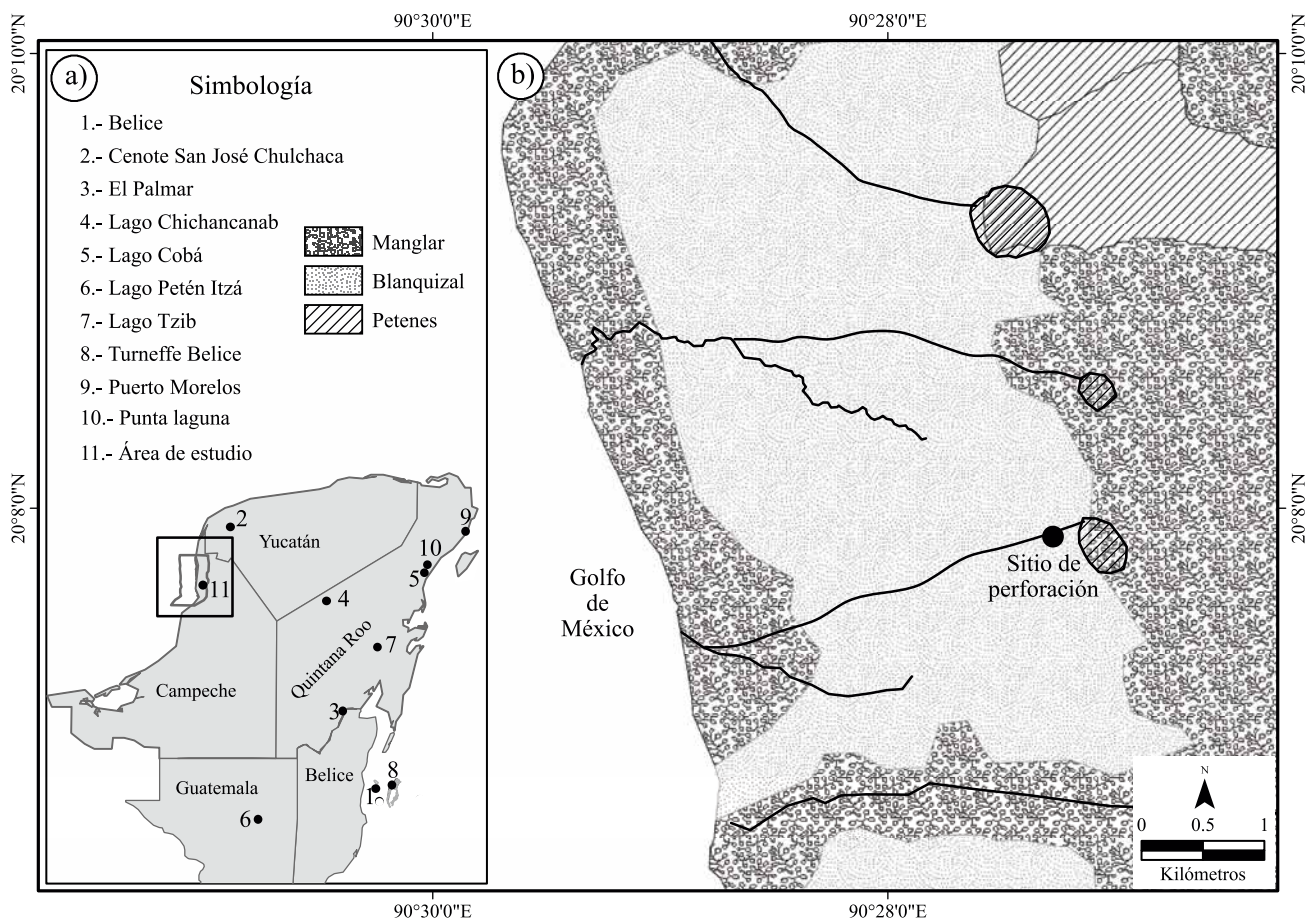 90°30'0"E
90°28'0"E
20°10'0"N
20°10'0"N
a)
Simbología
1.- Belice
2.- Cenote San José Chulchaca
3.- El Palmar
4.- Lago Chichancanab
5.- Lago Cobá
6.- Lago Petén Itzá
7.- Lago Tzib
8.- Turneffe Belice
9.- Puerto Morelos
10.- Punta laguna
11.- Área de estudio
Manglar
Blanquizal
Petenes
2
Yucatán
9
10
5
11
4
Quintana Roo
7
Campeche
3
Guatemala
Belice
8
1
6
b)
20°8'0"N
20°8'0"N
Golfo
de
México
Sitio de
perforación
N
0 0.5 1
Kilómetros
90°30'0"E
90°28'0"E